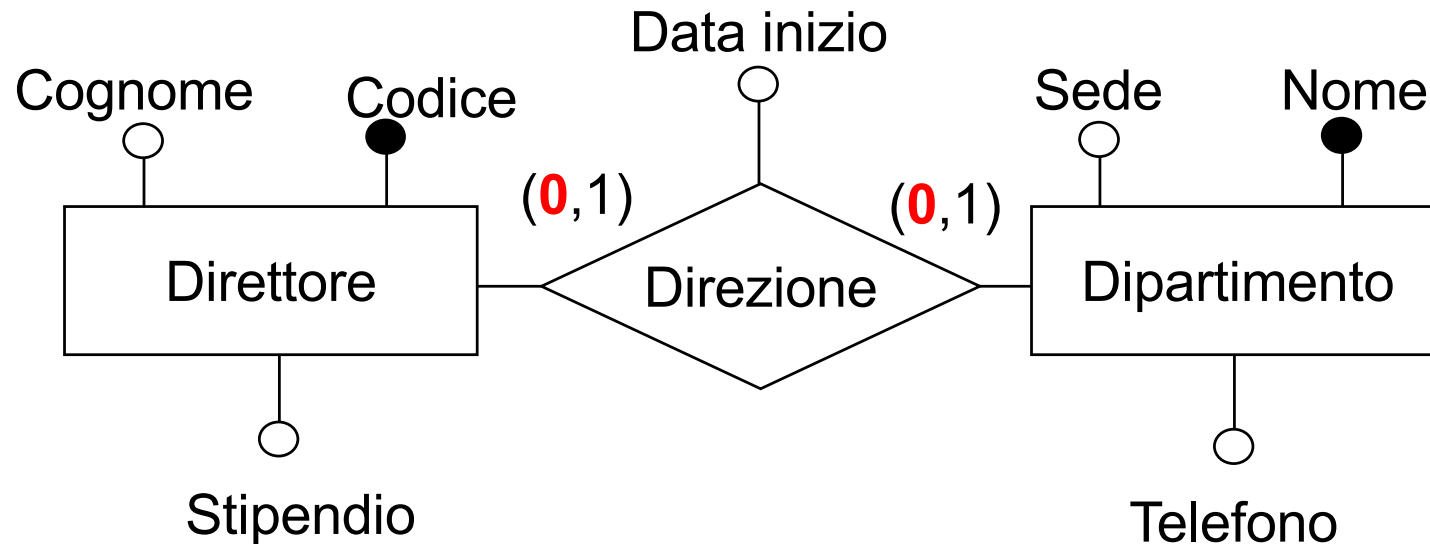 Data inizio
Cognome Codice Sede Nome
(0,1) (0,1)
Direttore Direzione Dipartimento
Stipendio Telefono